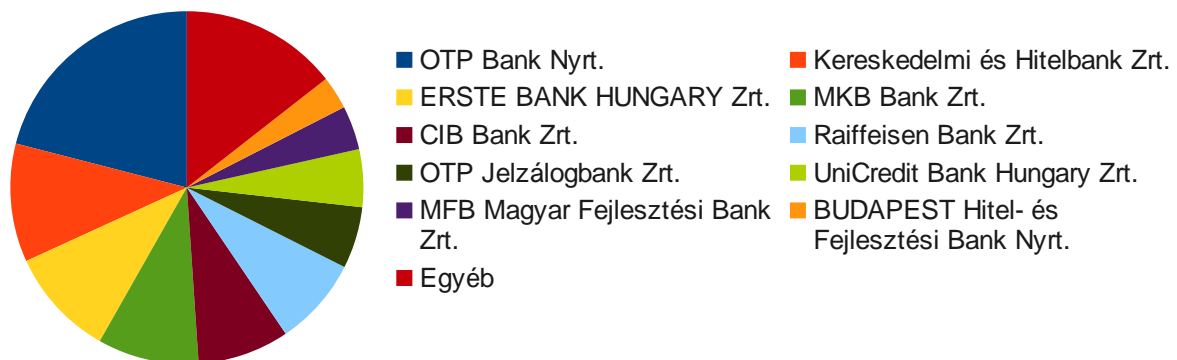 OTP Bank Nyrt.
Kereskedelmi és Hitelbank Zrt.
ERSTE BANK HUNGARY Zrt.
MKB Bank Zrt.
CIB Bank Zrt.
Raiffeisen Bank Zrt.
OTP Jelzálogbank Zrt.
UniCredit Bank Hungary Zrt.
MFB Magyar Fejlesztési Bank
Zrt.
BUDAPEST Hitel- és
Fejlesztési Bank Nyrt.
Egyéb